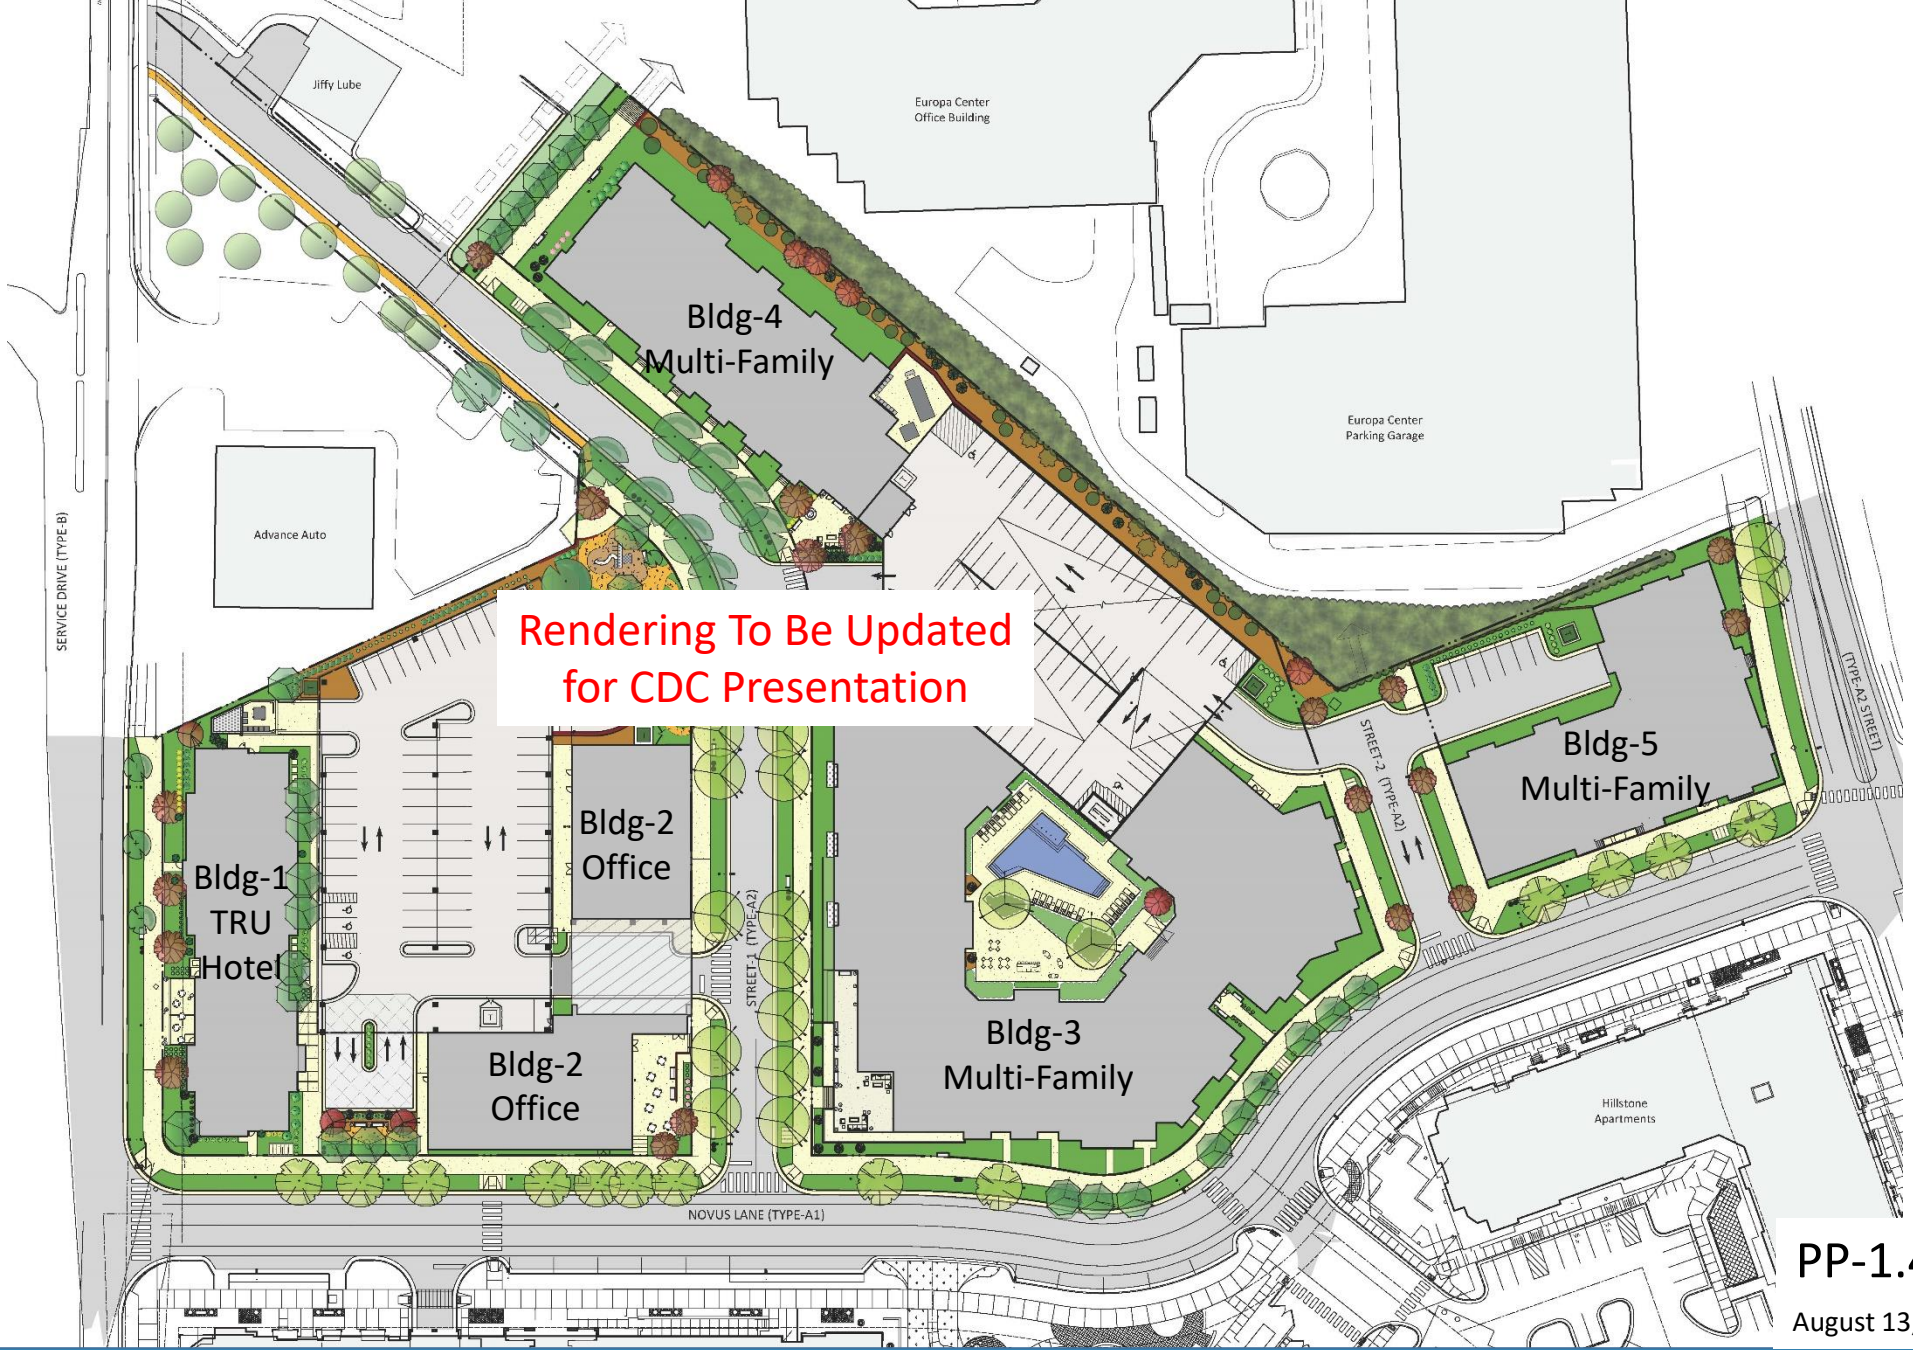 Jiffy Lube
Europa Center
Office Building
Bldg-4
Multi-Family
Europa Center
Parking Garage
Advance Auto
SERVICE DRIVE (TYPE-B)
Rendering To Be Updated
for CDC Presentation
(TYPE-A2 STREET)
STREET-2 (TYPE-A2)
Bldg-5
Multi-Family
Bldg-2
Office
Bldg-1
TRU
Hotel
STREET-1 (TYPE-A2)
Bldg-3
Multi-Family
Bldg-2
Office
Hillstone
Apartments
NOVUS LANE (TYPE-A1)
PP-1.4
August 13,